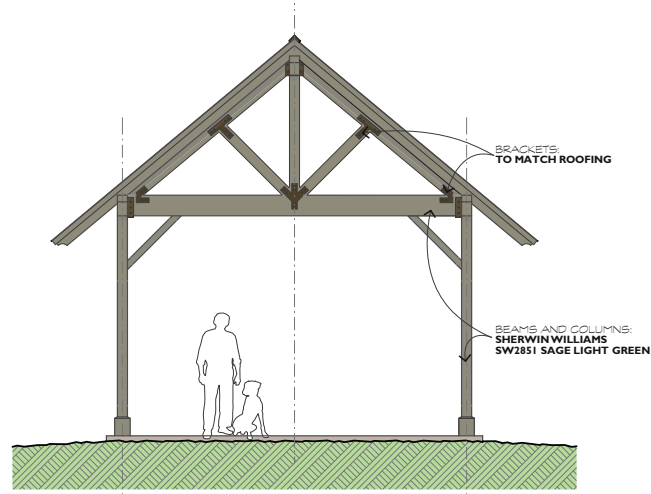 BRACKETS:
TO MATCH ROOFING
BEAMS AND COLUMNS:
SHERWIN WILLIAMS
SW2851 SAGE LIGHT GREEN